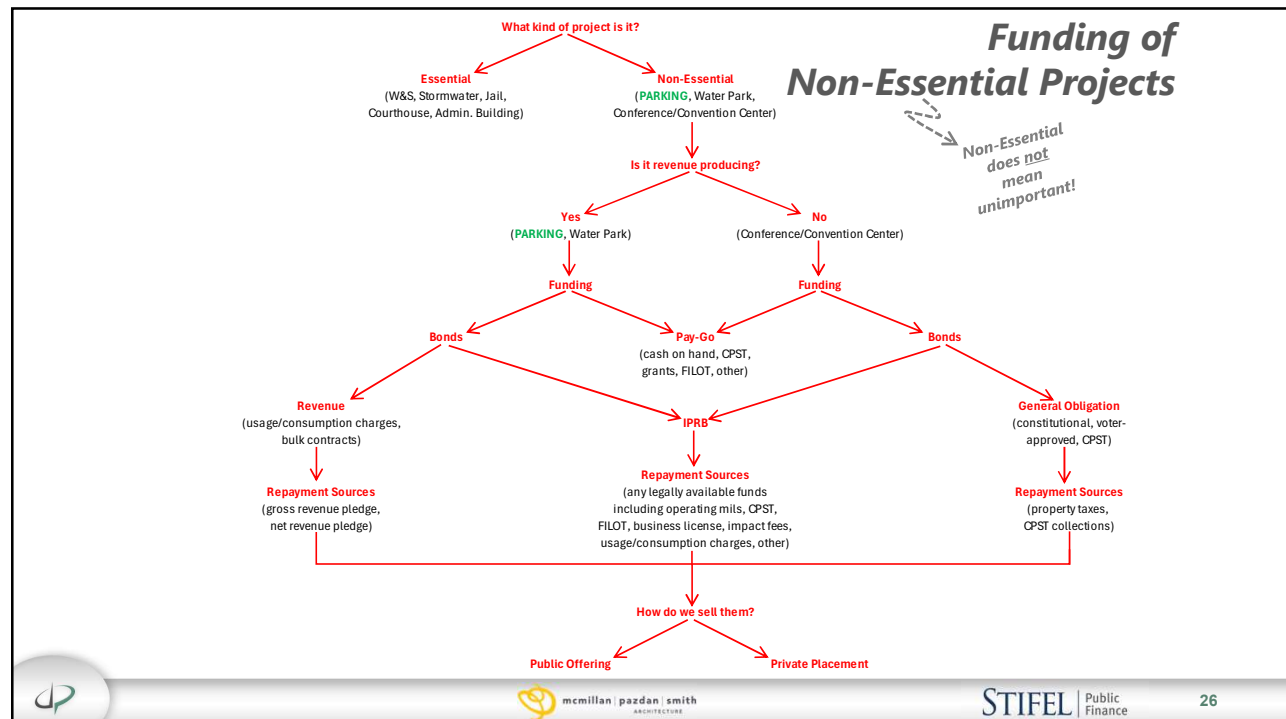 What kind of project is it?
Funding of
Non-Essential Projects
Essential
(W&S, Stormwater, Jail,
Courthouse, Admin. Building)
Non-Essential
(PARKING, Water Park,
Conference/Convention Center)
Non-Essential
does not
mean
unimportant!
Is it revenue producing?
Yes
(PARKING, Water Park)
No
(Conference/Convention Center)
Funding
Funding
Bonds
Pay-Go
(cash on hand, CPST,
grants, FILOT, other)
Bonds
Revenue
(usage/consumption charges,
bulk contracts)
IPRB
General Obligation
(constitutional, voter-
approved, CPST)
Repayment Sources
(gross revenue pledge,
net revenue pledge)
Repayment Sources
(any legally available funds
including operating mils, CPST,
FILOT, business license, impact fees,
usage/consumption charges, other)
Repayment Sources
(property taxes,
CPST collections)
How do we sell them?
Public Offering
Private Placement
mcmillan | pazdan | smith
ARCHITECTURE
STIFEL | Public
Finance
26